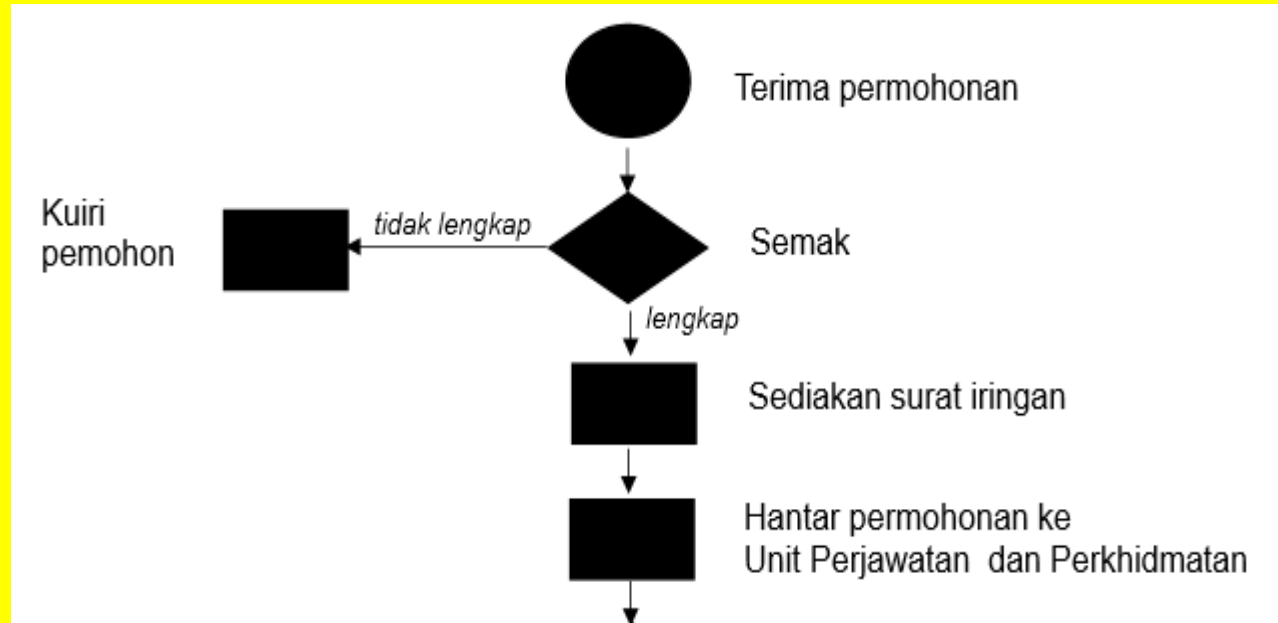 Terima permohonan
Kuiri
pemohon
tidak lengkap
Semak
lengkap
Sediakan surat iringan
Hantar permohonan ke
Unit Perjawatan dan Perkhidmatan